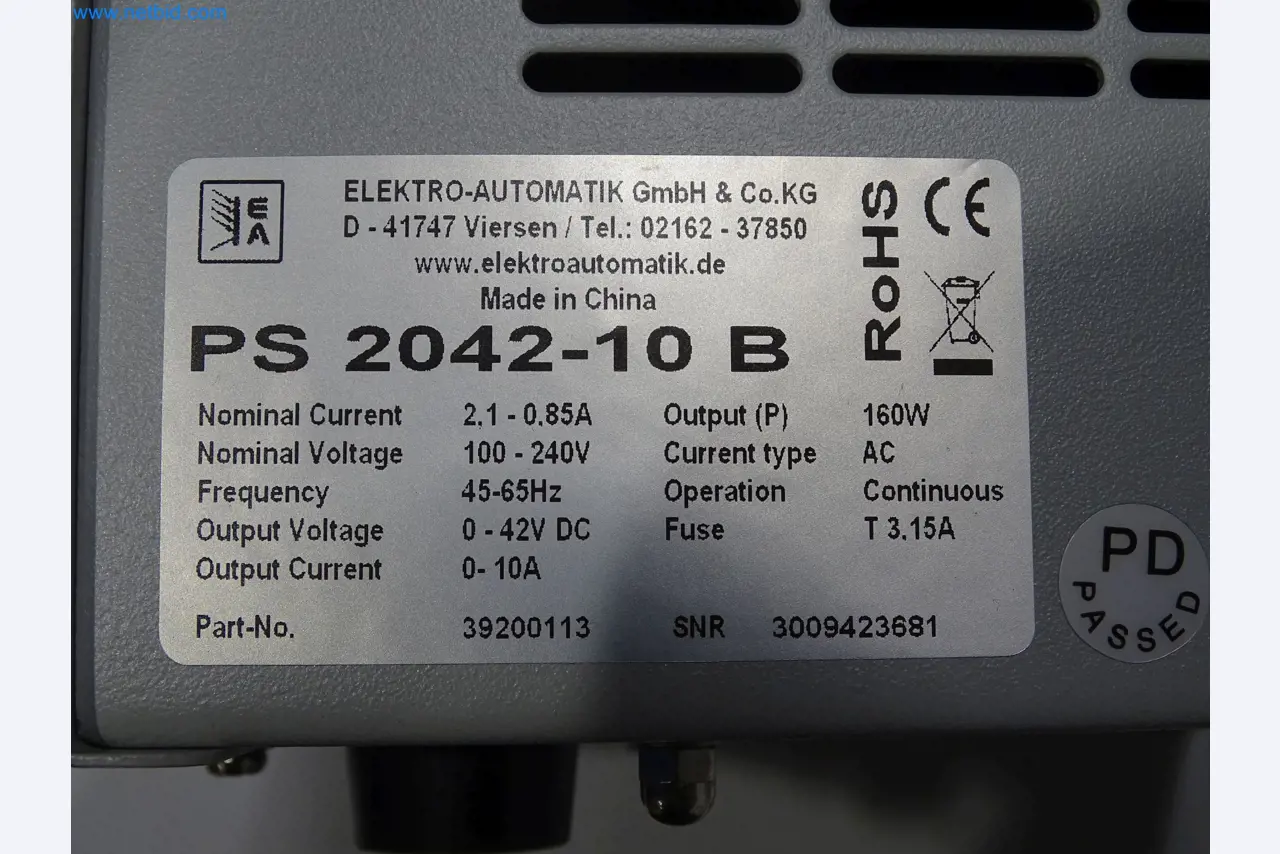 www.netbid.com
EA
ELEKTRO-AUTOMATIK GmbH & Co.KG
D - 41747 Viersen / Tel.: 02162 - 37850
www.elektroautomatik.de
Made in China
RoHS
CE
PS 2042-10 B
Nominal Current 2,1 - 0,85A Output (P) 160W
Nominal Voltage 100 - 240V Current type AC
Frequency 45-65Hz Operation Continuous
Output Voltage 0 - 42V DC Fuse T 3,15A
Output Current 0- 10A
Part-No. 39200113 SNR 3009423681
PD
PASSED